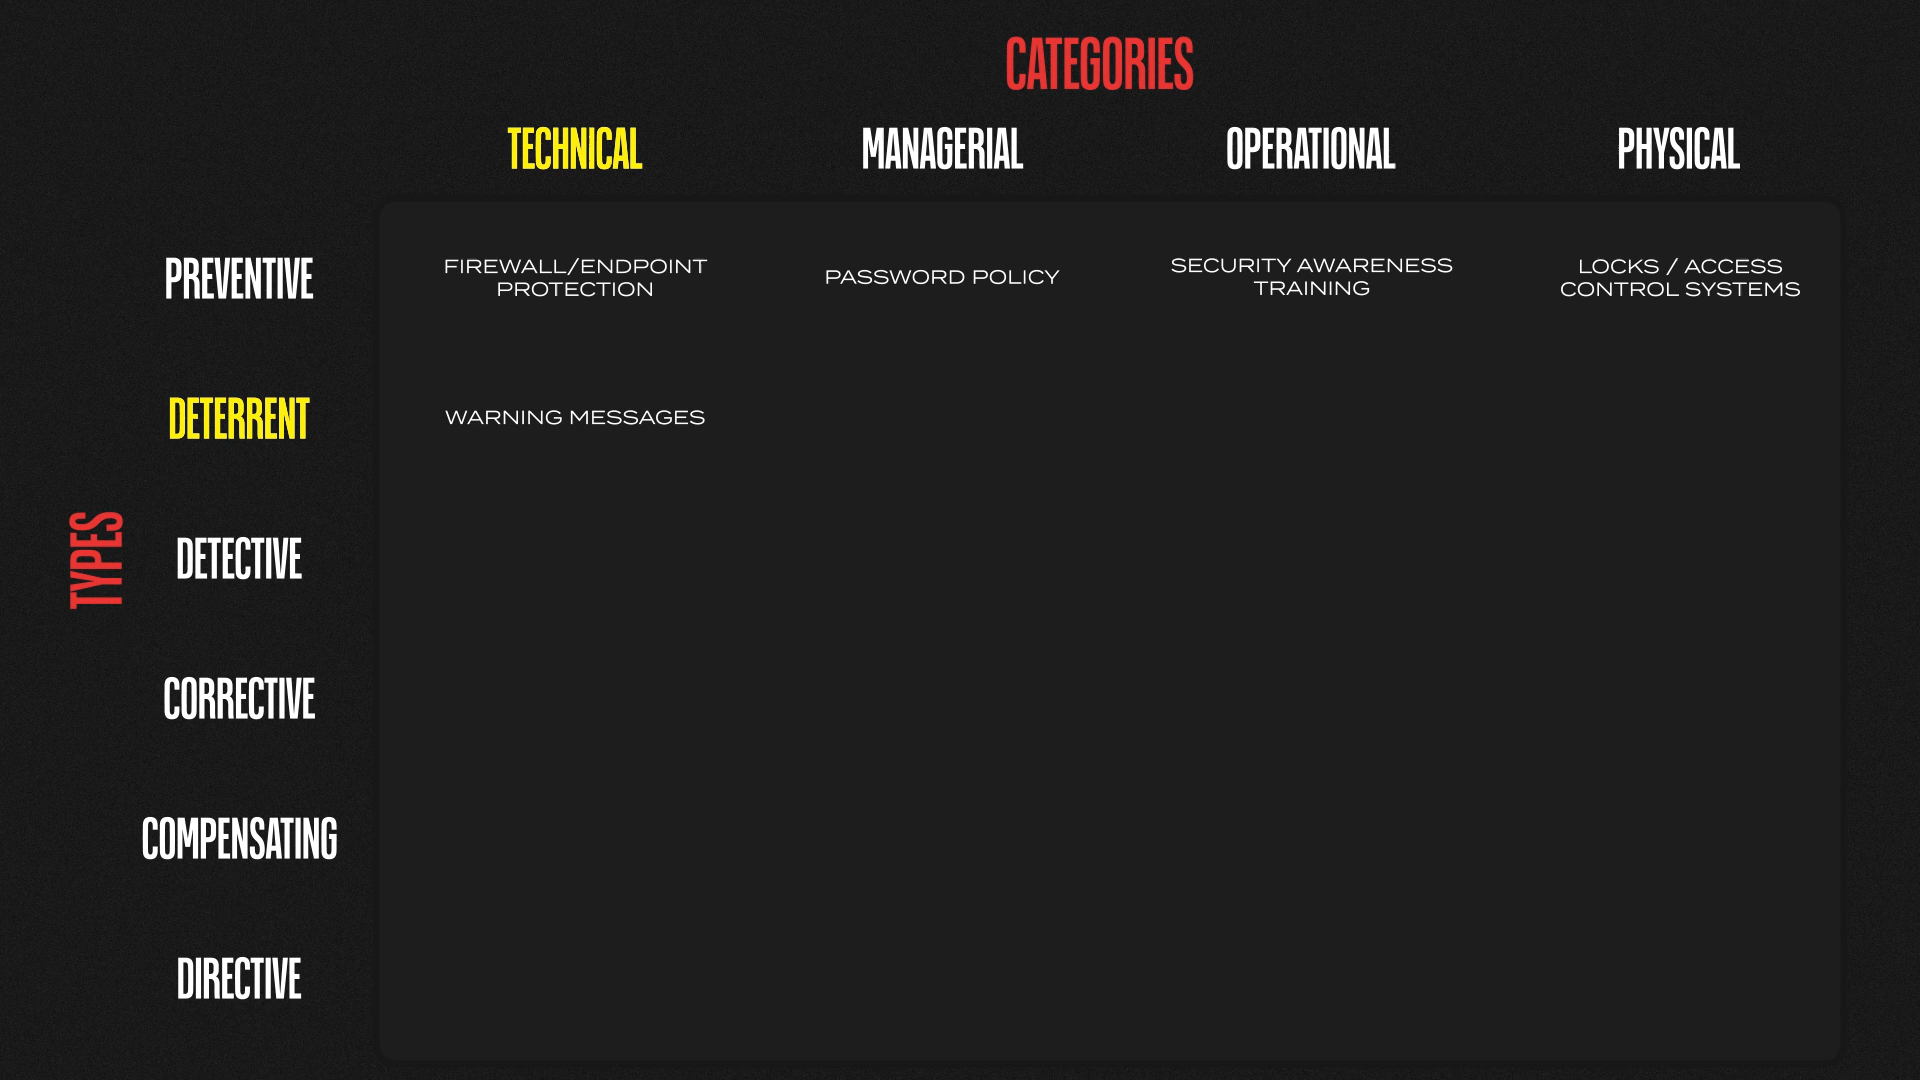 CATEGORIES
TECHNICAL MANAGERIAL OPERATIONAL PHYSICAL
TYPES
PREVENTIVE
FIREWALL/ENDPOINT
PROTECTION
PASSWORD POLICY
SECURITY AWARENESS
TRAINING
LOCKS / ACCESS
CONTROL SYSTEMS
DETERRENT
WARNING MESSAGES
DETECTIVE
CORRECTIVE
COMPENSATING
DIRECTIVE